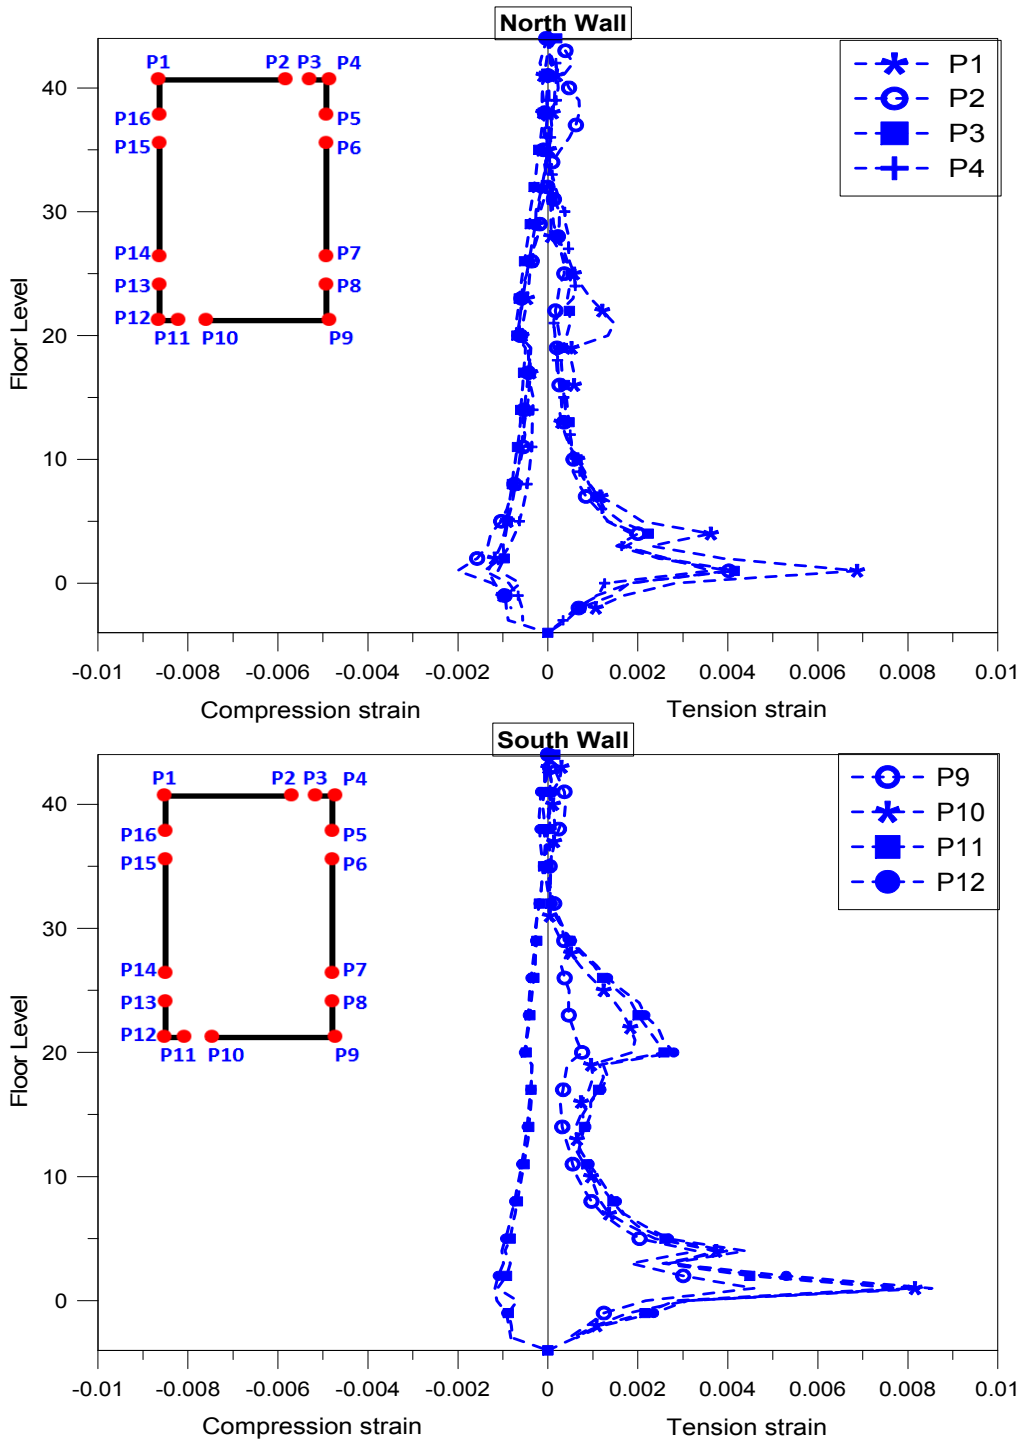 North Wall
P1 P2 P3 P4
P16 P5
P15 P6
P14 P7
P13 P8
P12
P11 P10 P9
P1
P2
P3
P4
Floor Level
40
30
20
10
0
-0.01 -0.008 -0.006 -0.004 -0.002 0 0.002 0.004 0.006 0.008 0.01
Compression strain Tension strain
South Wall
P1 P2 P3 P4
P16 P5
P15 P6
P14 P7
P13 P8
P12
P11 P10 P9
P9
P10
P11
P12
Floor Level
40
30
20
10
0
-0.01 -0.008 -0.006 -0.004 -0.002 0 0.002 0.004 0.006 0.008 0.01
Compression strain Tension strain